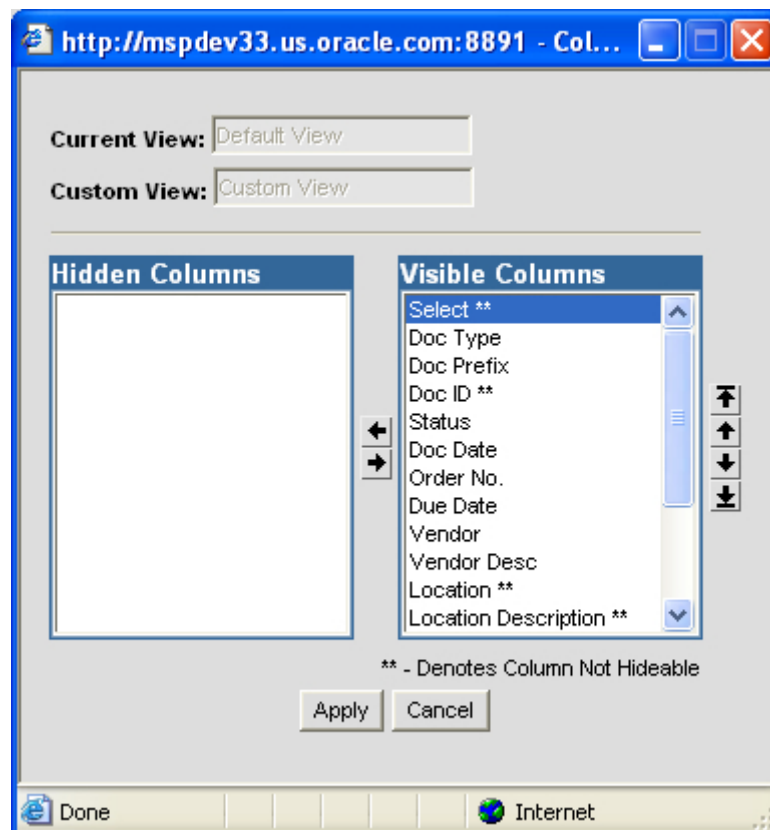 http://mspdev33.us.oracle.com:8891 - Col...
Current View: Default View
Custom View: Custom View
Hidden Columns
Visible Columns
Select **
Doc Type
Doc Prefix
Doc ID **
Status
Doc Date
Order No.
Due Date
Vendor
Vendor Desc
Location **
Location Description **
** - Denotes Column Not Hideable
Apply Cancel
Done Internet